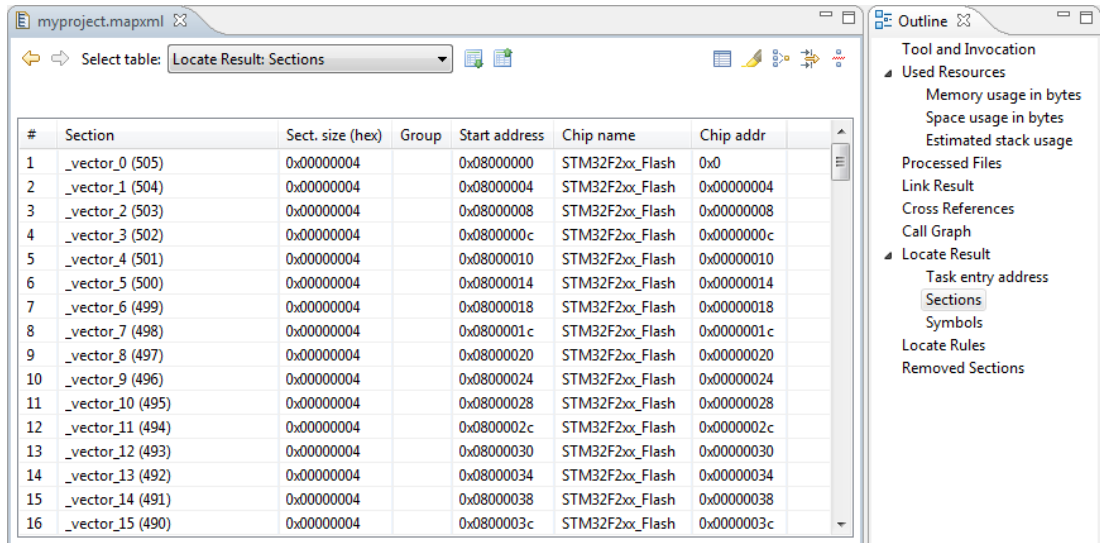 myproject.mapxml
Select table: Locate Result: Sections
# Section Sect. size (hex) Group Start address Chip name Chip addr
1 _vector_0 (505) 0x00000004 0x08000000 STM32F2xx_Flash 0x0
2 _vector_1 (504) 0x00000004 0x08000004 STM32F2xx_Flash 0x00000004
3 _vector_2 (503) 0x00000004 0x08000008 STM32F2xx_Flash 0x00000008
4 _vector_3 (502) 0x00000004 0x0800000c STM32F2xx_Flash 0x0000000c
5 _vector_4 (501) 0x00000004 0x08000010 STM32F2xx_Flash 0x00000010
6 _vector_5 (500) 0x00000004 0x08000014 STM32F2xx_Flash 0x00000014
7 _vector_6 (499) 0x00000004 0x08000018 STM32F2xx_Flash 0x00000018
8 _vector_7 (498) 0x00000004 0x0800001c STM32F2xx_Flash 0x0000001c
9 _vector_8 (497) 0x00000004 0x08000020 STM32F2xx_Flash 0x00000020
10 _vector_9 (496) 0x00000004 0x08000024 STM32F2xx_Flash 0x00000024
11 _vector_10 (495) 0x00000004 0x08000028 STM32F2xx_Flash 0x00000028
12 _vector_11 (494) 0x00000004 0x0800002c STM32F2xx_Flash 0x0000002c
13 _vector_12 (493) 0x00000004 0x08000030 STM32F2xx_Flash 0x00000030
14 _vector_13 (492) 0x00000004 0x08000034 STM32F2xx_Flash 0x00000034
15 _vector_14 (491) 0x00000004 0x08000038 STM32F2xx_Flash 0x00000038
16 _vector_15 (490) 0x00000004 0x0800003c STM32F2xx_Flash 0x0000003c
Outline
Tool and Invocation
Used Resources
Memory usage in bytes
Space usage in bytes
Estimated stack usage
Processed Files
Link Result
Cross References
Call Graph
Locate Result
Task entry address
Sections
Symbols
Locate Rules
Removed Sections